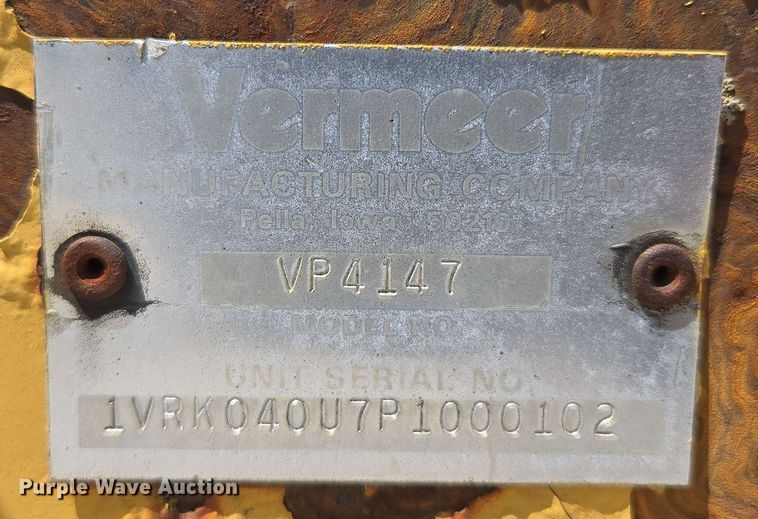 Vermeer
MANUFACTURING COMPANY
Pella, Iowa 50219
VP4147
MODEL NO.
UNIT SERIAL NO.
1VRK040U7P1000102
Purple Wave Auction